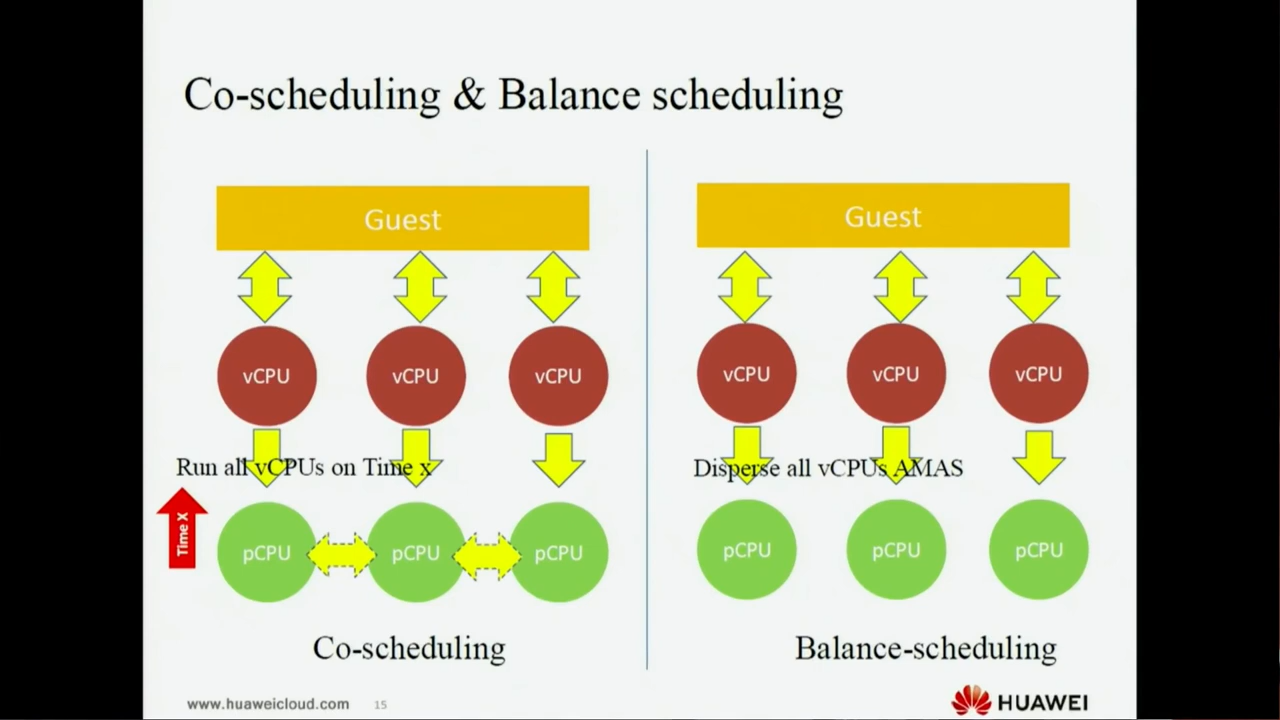 Co-scheduling & Balance scheduling
Guest
vCPU vCPU vCPU
Run all vCPUs on Time x
Time X
pCPU pCPU pCPU
Co-scheduling
Guest
vCPU vCPU vCPU
Disperse all vCPUs AMAS
pCPU pCPU pCPU
Balance-scheduling
www.huaweicloud.com 15
HUAWEI